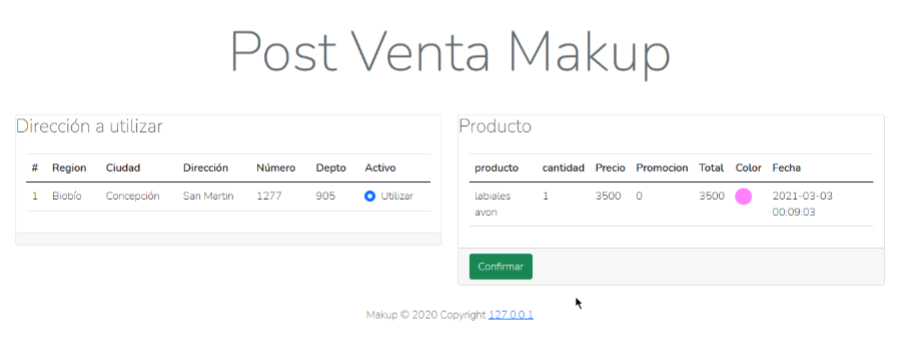 Post Venta Makup
Dirección a utilizar
# Region Ciudad Dirección Número Depto Activo
1 Biobío Concepción San Martin 1277 905 Utilizar
Producto
producto cantidad Precio Promocion Total Color Fecha
labiales avon 1 3500 0 3500 2021-03-03 00:09:03
Confirmar
Makup © 2020 Copyright 127.0.0.1